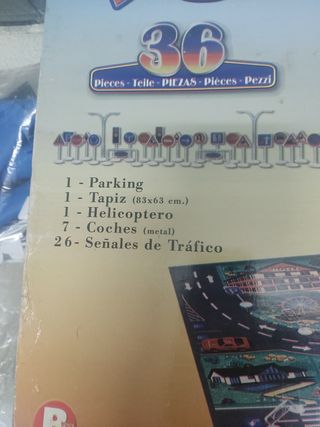 36
Pieces - Teile - PIEZAS - Pièces - Pezzi
1 - Parking
1 - Tapiz (83x63 cm.)
1 - Helicoptero
7 - Coches (metal)
26- Señales de Tráfico
HOTEL